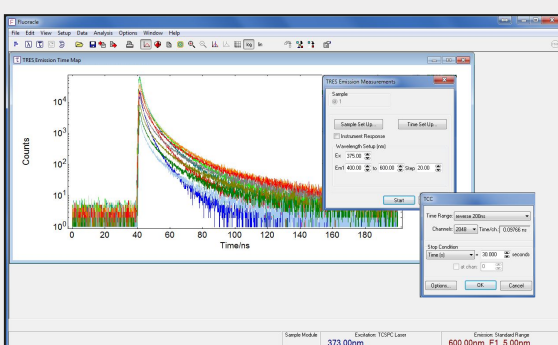 Fluoracle
File Edit View Setup Data Analysis Options Window Help
TRES Emission Time Map
Counts
10⁴
10³
10²
10¹
10⁰
0 20 40 60 80 100 120 140 160 180
Time/ns
TRES Emission Measurements
Sample
1
Sample Set Up...
Time Set Up...
Instrument Response
Wavelength Setup (nm)
Ex 375.00
Em1 400.00 to 600.00 Step 20.00
Start
TCC
Time Range: reverse 200ns
Channels: 2048 Time/ch.: 0.09766 ns
Stop Condition
Time (s) = 30.000 seconds
at chan: 0
Options... OK Cancel
Sample Module Excitation: TCSPC Laser Emission: Standard Range
373.00nm 600.00nm F1 5.00nm